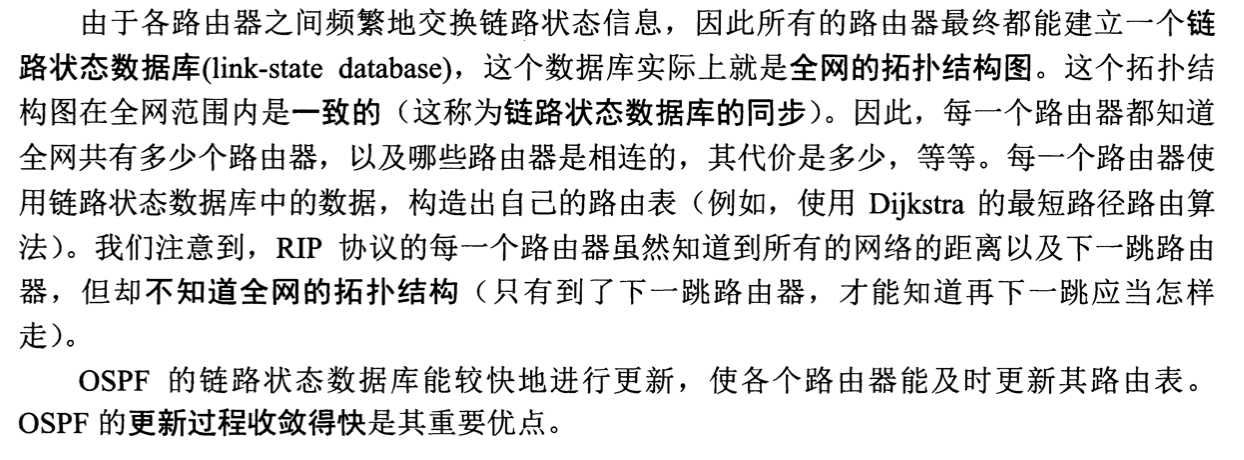 由于各路由器之间频繁地交换链路状态信息，因此所有的路由器最终都能建立一个链
路状态数据库(link-state database)，这个数据库实际上就是全网的拓扑结构图。这个拓扑结
构图在全网范围内是一致的（这称为链路状态数据库的同步）。因此，每一个路由器都知道
全网共有多少个路由器，以及哪些路由器是相连的，其代价是多少，等等。每一个路由器使
用链路状态数据库中的数据，构造出自己的路由表（例如，使用 Dijkstra 的最短路径路由算
法）。我们注意到，RIP 协议的每一个路由器虽然知道到所有的网络的距离以及下一跳路由
器，但却不知道全网的拓扑结构（只有到了下一跳路由器，才能知道再下一跳应当怎样
走）。
OSPF 的链路状态数据库能较快地进行更新，使各个路由器能及时更新其路由表。
OSPF 的更新过程收敛得快是其重要优点。